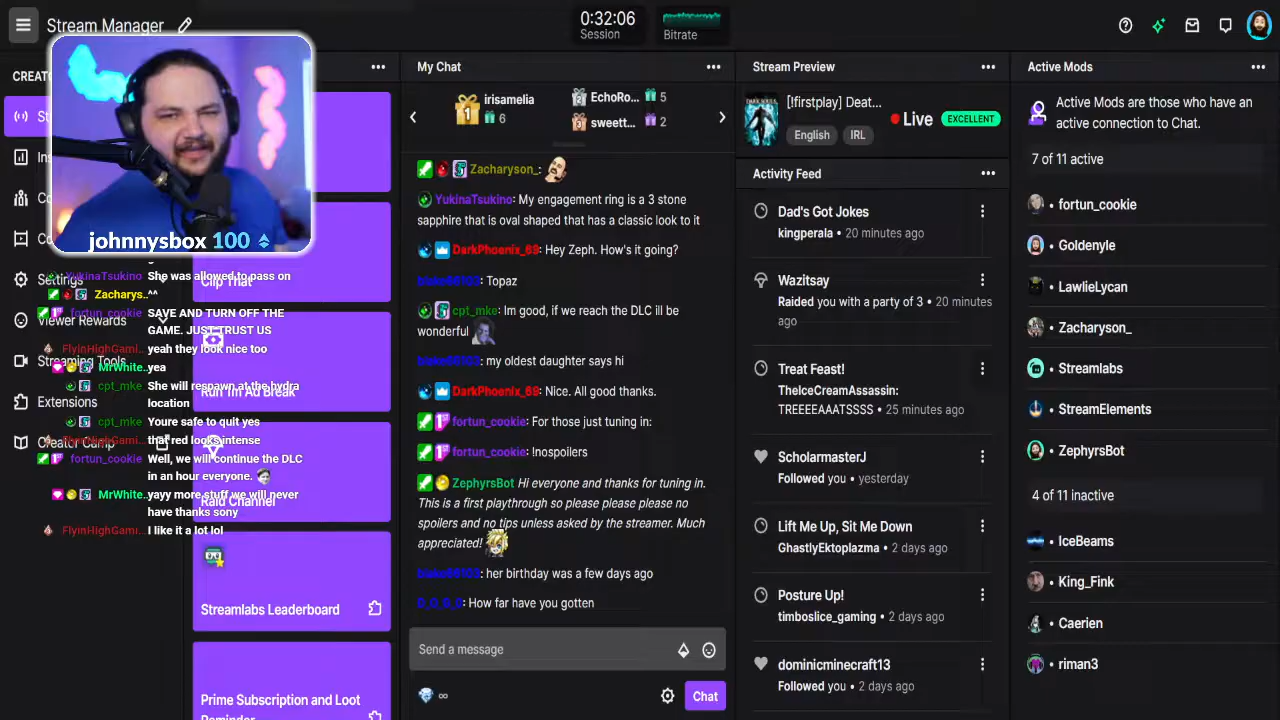 Stream Manager
0:32:06
Session
Bitrate
CREATO
Settings
Viewer Rewards
Streaming Tools
Extensions
Creator Camp
johnnysbox 100
YukinaTsukino She was allowed to pass on
Zacharys.. ^^
fortun_cookie SAVE AND TURN OFF THE
GAME. JUST TRUST US
FlyinHighGami.. yeah they look nice too
MrWhite.. yea
cpt_mke She will respawn at the hydra
location
cpt_mke Youre safe to quit yes
FlyinHighGami.. that red looks intense
fortun_cookie Well, we will continue the DLC
in an hour everyone.
MrWhite.. yayy more stuff we will never
have thanks sony
FlyinHighGami.. I like it a lot lol
Clip That
Run 1m Ad Break
Raid Channel
Streamlabs Leaderboard
Prime Subscription and Loot
Reminder
My Chat
1 irisamelia
6
2 EchoRo... 5
3 sweett... 2
Zacharyson_:
YukinaTsukino: My engagement ring is a 3 stone
sapphire that is oval shaped that has a classic look to it
DarkPhoenix_69: Hey Zeph. How's it going?
blake66103: Topaz
cpt_mke: Im good, if we reach the DLC ill be
wonderful
blake66103: my oldest daughter says hi
DarkPhoenix_69: Nice. All good thanks.
fortun_cookie: For those just tuning in:
fortun_cookie: !nospoilers
ZephyrsBot Hi everyone and thanks for tuning in.
This is a first playthrough so please please please no
spoilers and no tips unless asked by the streamer. Much
appreciated!
blake66103: her birthday was a few days ago
How far have you gotten
Send a message
∞
Chat
Stream Preview
[!firstplay] Deat...
Live EXCELLENT
English IRL
Activity Feed
Dad's Got Jokes
kingperala • 20 minutes ago
Wazitsay
Raided you with a party of 3 • 20 minutes
ago
Treat Feast!
TheIceCreamAssassin:
TREEEEAAATSSSS • 25 minutes ago
ScholarmasterJ
Followed you • yesterday
Lift Me Up, Sit Me Down
GhastlyEktoplazma • 2 days ago
Posture Up!
timboslice_gaming • 2 days ago
dominicminecraft13
Followed you • 2 days ago
Active Mods
Active Mods are those who have an
active connection to Chat.
7 of 11 active
• fortun_cookie
• Goldenyle
• LawlieLycan
• Zacharyson_
• Streamlabs
• StreamElements
• ZephyrsBot
4 of 11 inactive
• IceBeams
• King_Fink
• Caerien
• riman3